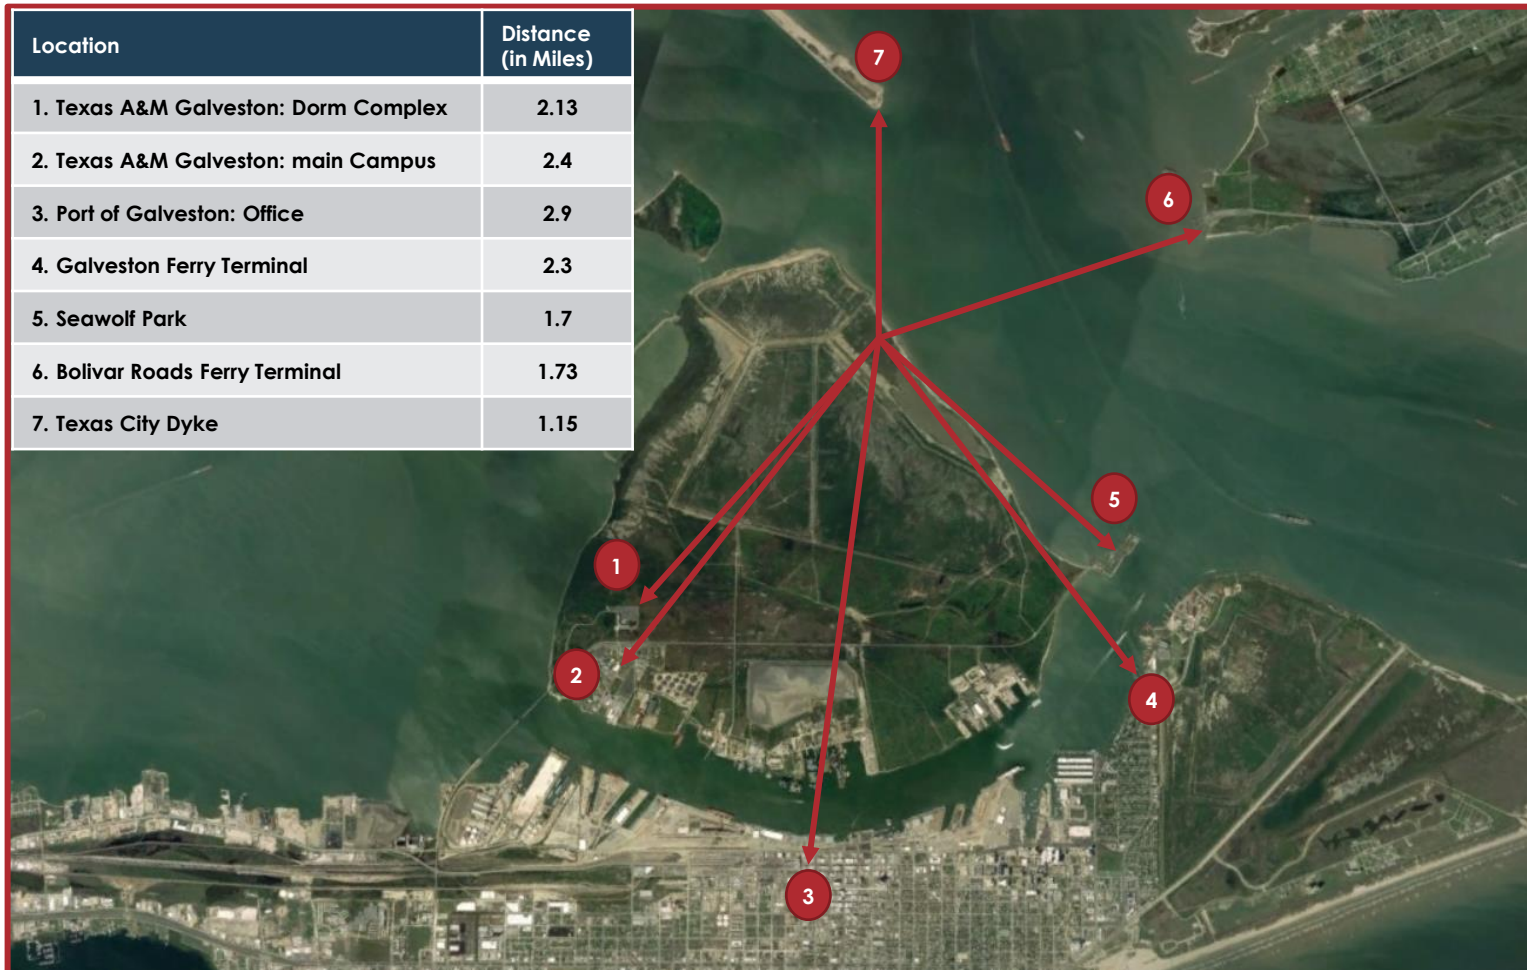 Location Distance
(in Miles)
1. Texas A&M Galveston: Dorm Complex 2.13
2. Texas A&M Galveston: main Campus 2.4
3. Port of Galveston: Office 2.9
4. Galveston Ferry Terminal 2.3
5. Seawolf Park 1.7
6. Bolivar Roads Ferry Terminal 1.73
7. Texas City Dyke 1.15
7
6
5
1
2
4
3